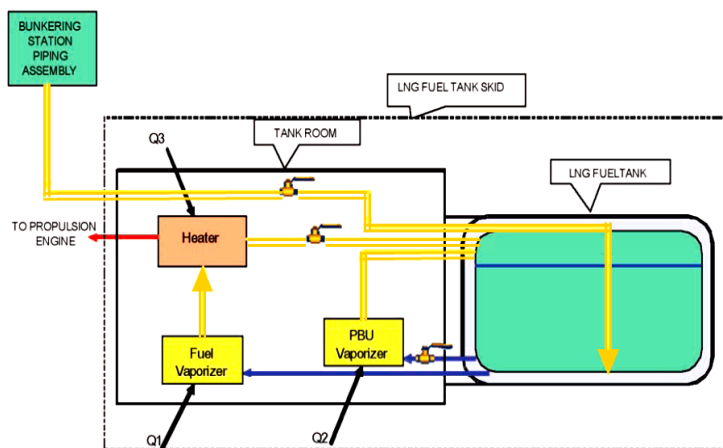 BUNKERING
STATION
PIPING
ASSEMBLY
LNG FUEL TANK SKID
TANK ROOM
Q3
LNG FUELTANK
TO PROPULSION
ENGINE
Heater
PBU
Vaporizer
Fuel
Vaporizer
Q1
Q2